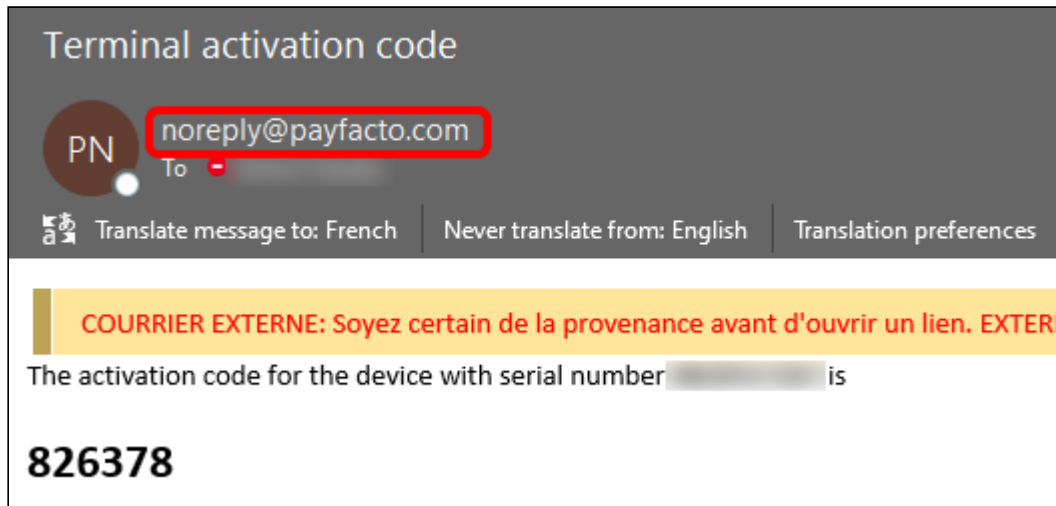 Terminal activation code
PN
noreply@payfacto.com
To
Translate message to: French
Never translate from: English
Translation preferences
COURRIER EXTERNE: Soyez certain de la provenance avant d'ouvrir un lien. EXTER
The activation code for the device with serial number is
826378